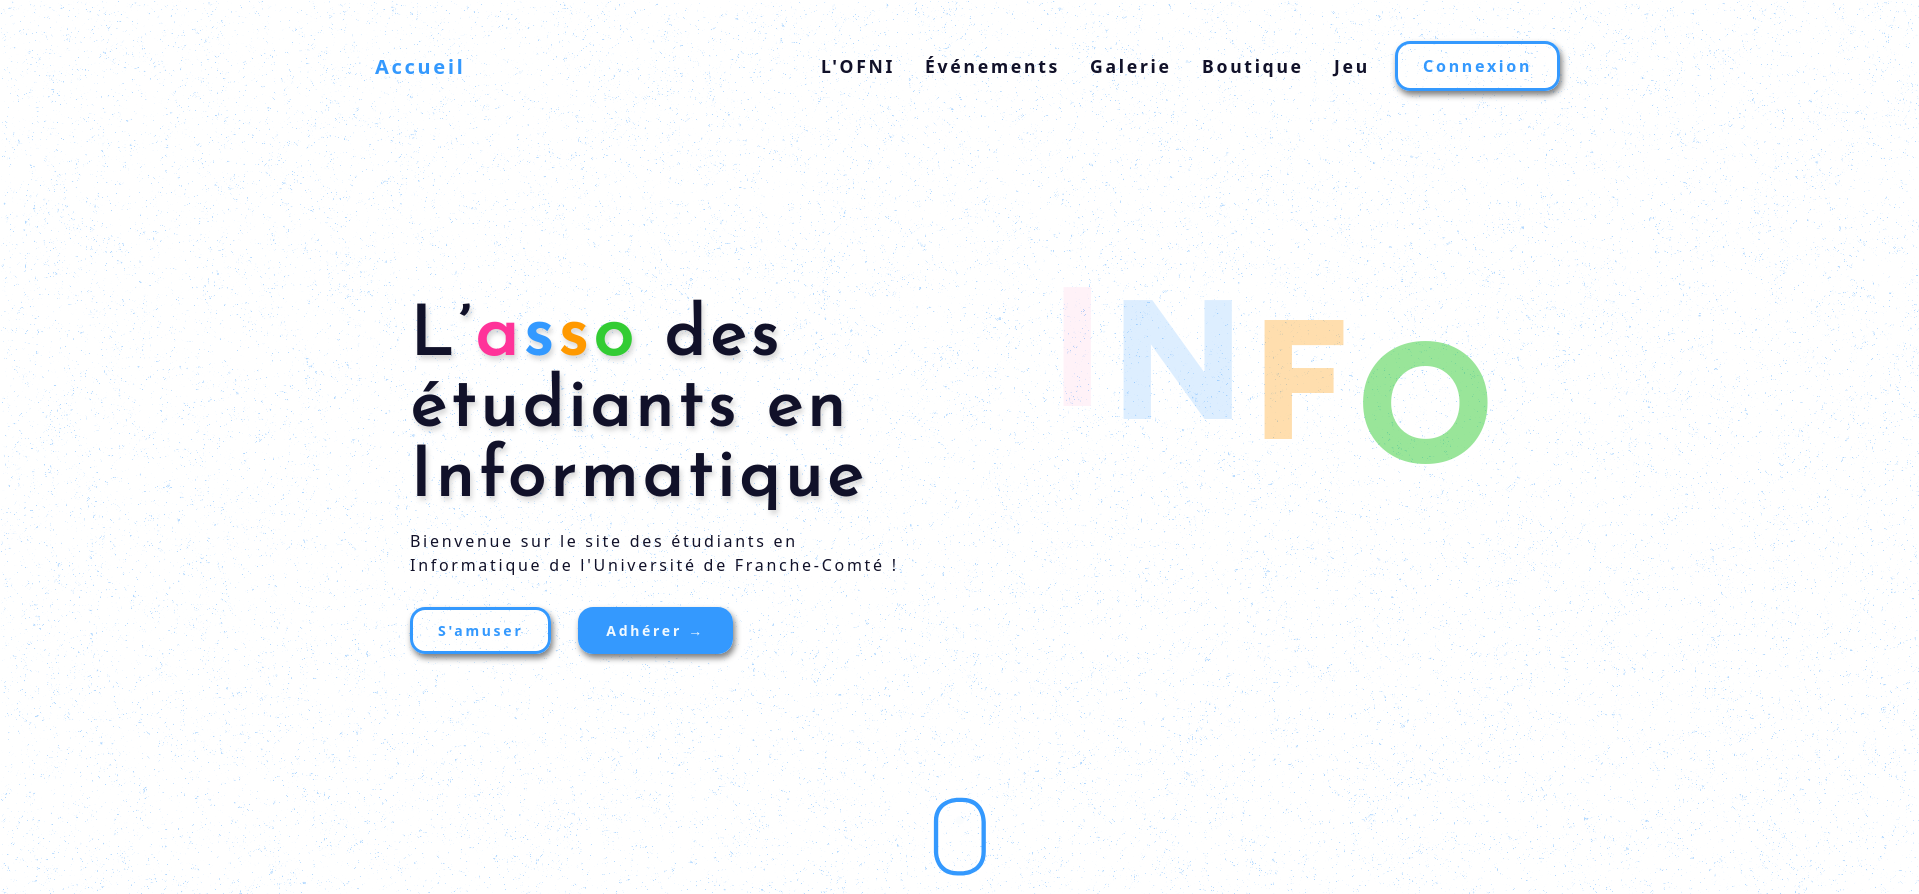 Accueil L'OFNI Événements Galerie Boutique Jeu Connexion
L’asso des
étudiants en
Informatique
INFO
Bienvenue sur le site des étudiants en
Informatique de l'Université de Franche-Comté !
S'amuser Adhérer →